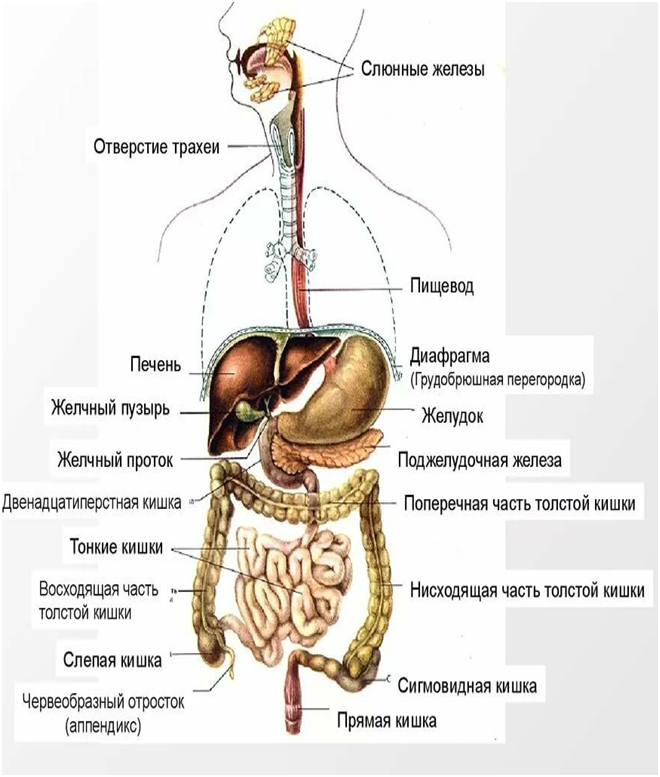 Слюнные железы
Отверстие трахеи
Пищевод
Диафрагма
(Грудобрюшная перегородка)
Печень
Желчный пузырь
Желудок
Желчный проток
Поджелудочная железа
Двенадцатиперстная кишка
Поперечная часть толстой кишки
Тонкие кишки
Восходящая часть
толстой кишки
Нисходящая часть толстой кишки
Слепая кишка
Сигмовидная кишка
Червеобразный отросток
(аппендикс)
Прямая кишка